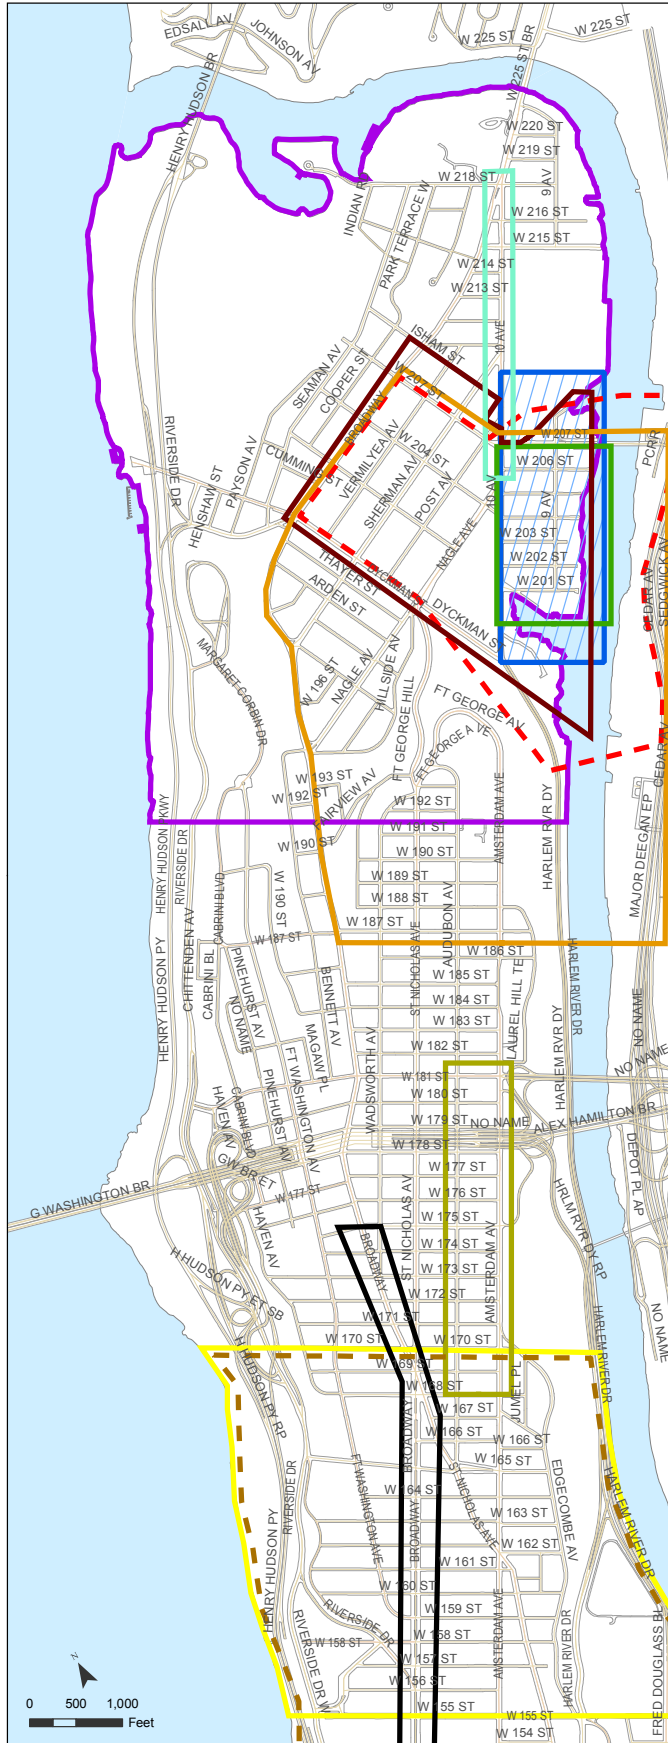 EDSALL AV
JOHNSON AV
W 225 ST
W 225 ST
W 225 ST BR
HENRY HUDSON BR
W 220 ST
W 219 ST
9 AV
W 218 ST
INDIAN R
PARK TERRACE W
W 216 ST
W 215 ST
W 214 ST
W 213 ST
10 AVE
ISHAM ST
SEAMAN AV
COOPER ST
W 207 ST
BROADWAY
W 207 ST
PCRR
RIVERSIDE DR
PAYSON AV
HENSHAW ST
CUMMING ST
VERMILYEA AV
W 204 ST
SHERMAN AV
POST AV
10 AV
NAGLE AVE
W 206 ST
9 AV
W 203 ST
W 202 ST
W 201 ST
CEDAR AV
SEDGWICK AV
THAYER ST
DYCKMAN S
DYCKMAN ST
ARDEN ST
MARGARET CORBIN DR
W 196 ST
NAGLE AV
HILL SIDE AV
FT GEORGE HILL
FT GEORGE AV
FT GEORGE A VE
CEDAR AV
W 193 ST
W 192 ST
FAIRVIEW AV
W 192 ST
W 191 ST
W 190 ST
W 190 ST
AMSTERDAM AVE
HARLEM RVR DY
MAJOR DEEGAN EP
HENRY HUDSON PKWY
RIVERSIDE DR
CABRINI BLVD
W 190 ST
W 189 ST
W 188 ST
W 187 ST
W 187 ST
AUDUBON AV
ST NICHOLAS AVE
W 186 ST
W 185 ST
W 184 ST
W 183 ST
W 182 ST
LAUREL HILL TE
HARLEM RIVER DR
HARLEM RVR DY
CHITTENDEN AV
CABRINI BL
PINEHURST AV
NO NAME
BENNETT AV
MAGAW PL
WADSWORTH AV
HENRY HUDSON PY
FT WASHINGTON AV
PINEHURST AV
CABRINI BLVD
HAVEN AV
W 181 ST
W 180 ST
W 179 ST
W 178 ST
NO NAME
ALEX HAMILTON BR
NO NAME
NO NAME
DEPOT PL AP
G WASHINGTON BR
GW BR ET
W 177 ST
HAVEN AV
W 177 ST
W 176 ST
W 175 ST
W 174 ST
W 173 ST
W 172 ST
W 171 ST
W 170 ST
W 170 ST
ST NICHOLAS AV
AMSTERDAM AV
HRLM RVR DY RP
BROADWAY
H HUDSON PY ET SB
H HUDSON PY RP
HARLEM RIVER DR
NO NAME
W 169 ST
W 168 ST
JUMEL PL
W 167 ST
W 166 ST
W 166 ST
W 165 ST
BROADWAY
RIVERSIDE DR
FT WASHINGTON AVE
W 164 ST
ST NICHOLAS AVE
EDGECOMBE AV
W 163 ST
W 162 ST
W 161 ST
W 160 ST
BROADWAY
HARLEM RIVER DR
HENRY HUDSON PY
RIVERSIDE DR
RIVERSIDE DR W
W 159 ST
W 158 ST
W 158 ST
W 157 ST
W 156 ST
W 155 ST
W 155 ST
W 154 ST
AMSTERDAM AVE
HARLEM RIVER DR
FRED DOUGLASS BL
N
0 500 1,000
Feet